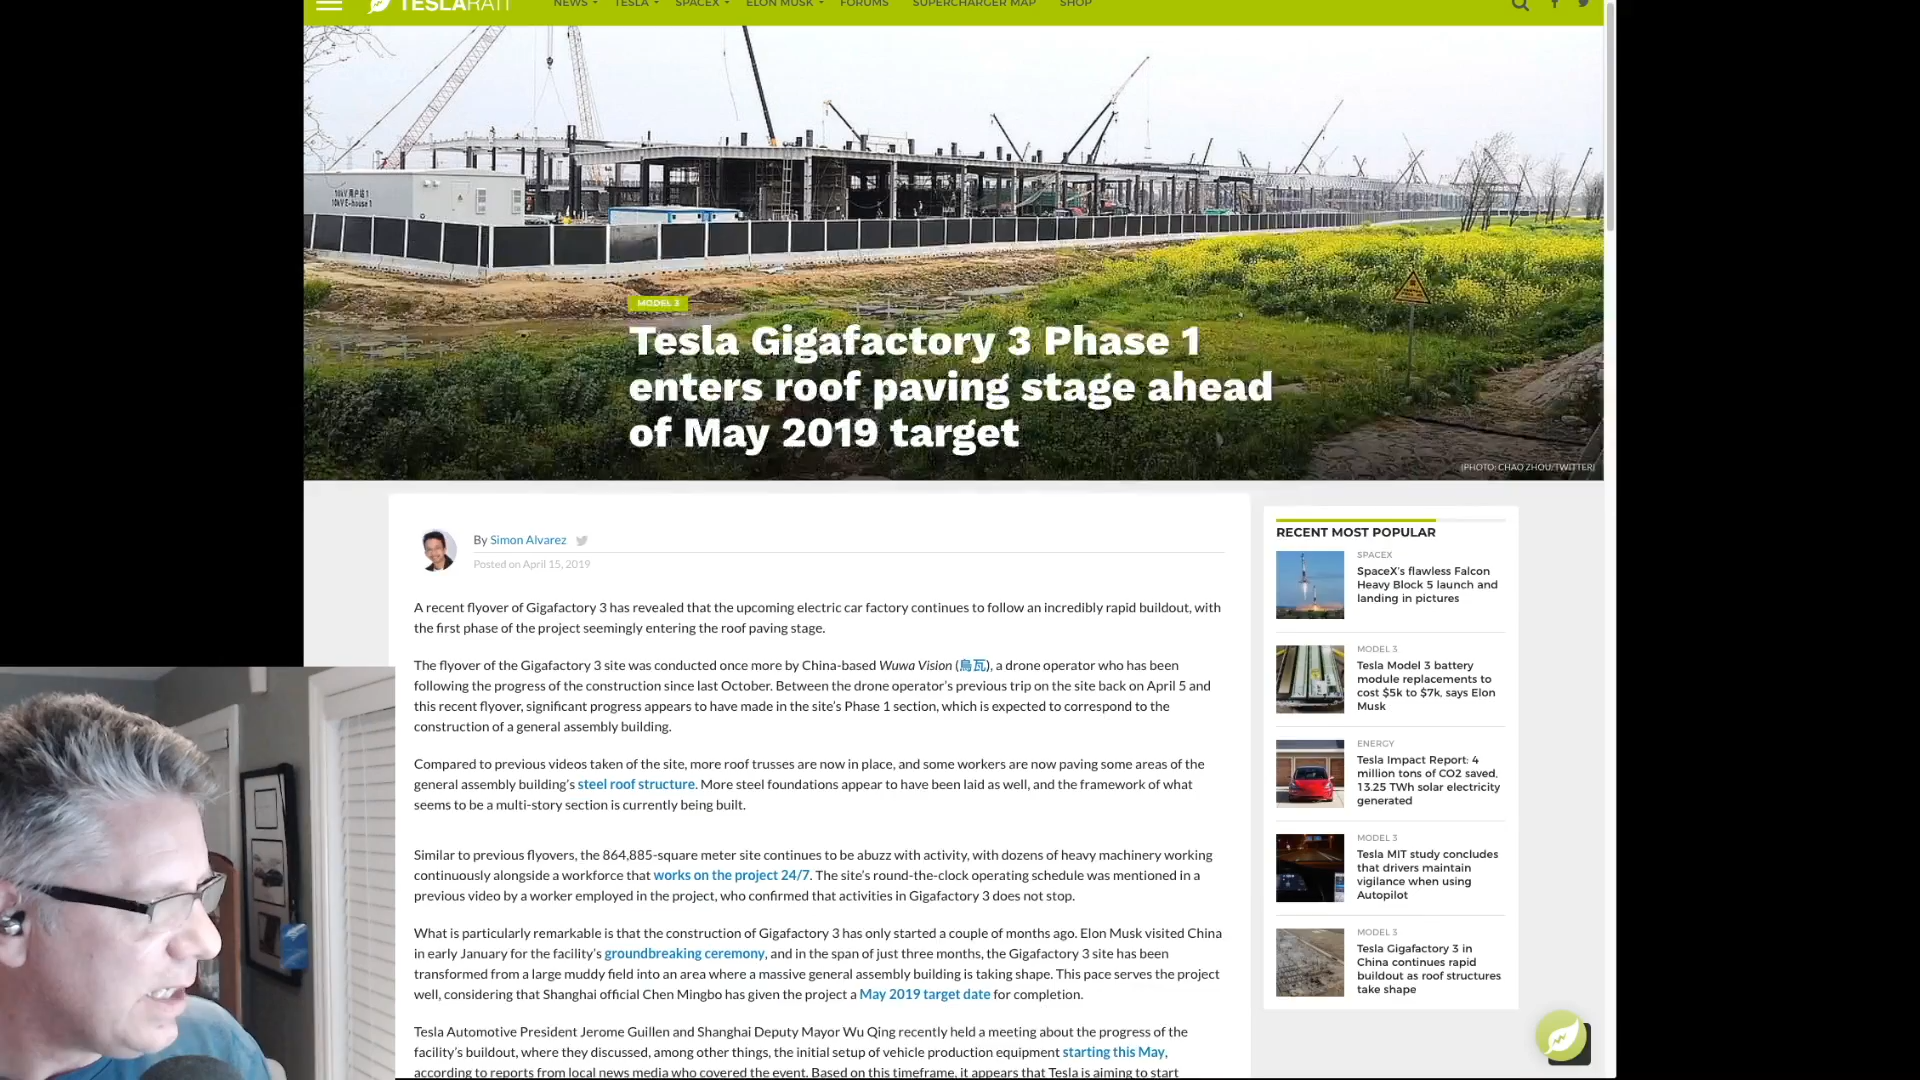 TESLARATI
NEWS TESLA SPACEX ELON MUSK FORUMS SUPERCHARGER MAP SHOP
10kV E-house 1
MODEL 3
Tesla Gigafactory 3 Phase 1
enters roof paving stage ahead
of May 2019 target
(PHOTO: CHAO ZHOU/TWITTER)
By Simon Alvarez
Posted on April 15, 2019
A recent flyover of Gigafactory 3 has revealed that the upcoming electric car factory continues to follow an incredibly rapid buildout, with
the first phase of the project seemingly entering the roof paving stage.
The flyover of the Gigafactory 3 site was conducted once more by China-based Wuwa Vision (烏瓦), a drone operator who has been
following the progress of the construction since last October. Between the drone operator's previous trip on the site back on April 5 and
this recent flyover, significant progress appears to have made in the site's Phase 1 section, which is expected to correspond to the
construction of a general assembly building.
Compared to previous videos taken of the site, more roof trusses are now in place, and some workers are now paving some areas of the
general assembly building's steel roof structure. More steel foundations appear to have been laid as well, and the framework of what
seems to be a multi-story section is currently being built.
Similar to previous flyovers, the 864,885-square meter site continues to be abuzz with activity, with dozens of heavy machinery working
continuously alongside a workforce that works on the project 24/7. The site's round-the-clock operating schedule was mentioned in a
previous video by a worker employed in the project, who confirmed that activities in Gigafactory 3 does not stop.
What is particularly remarkable is that the construction of Gigafactory 3 has only started a couple of months ago. Elon Musk visited China
in early January for the facility's groundbreaking ceremony, and in the span of just three months, the Gigafactory 3 site has been
transformed from a large muddy field into an area where a massive general assembly building is taking shape. This pace serves the project
well, considering that Shanghai official Chen Mingbo has given the project a May 2019 target date for completion.
Tesla Automotive President Jerome Guillen and Shanghai Deputy Mayor Wu Qing recently held a meeting about the progress of the
facility's buildout, where they discussed, among other things, the initial setup of vehicle production equipment starting this May,
according to reports from local news media who covered the event. Based on this timeframe, it appears that Tesla is aiming to start
RECENT MOST POPULAR
SPACEX
SpaceX's flawless Falcon
Heavy Block 5 launch and
landing in pictures
MODEL 3
Tesla Model 3 battery
module replacements to
cost $5k to $7k, says Elon
Musk
ENERGY
Tesla Impact Report: 4
million tons of CO2 saved,
13.25 TWh solar electricity
generated
MODEL 3
Tesla MIT study concludes
that drivers maintain
vigilance when using
Autopilot
MODEL 3
Tesla Gigafactory 3 in
China continues rapid
buildout as roof structures
take shape